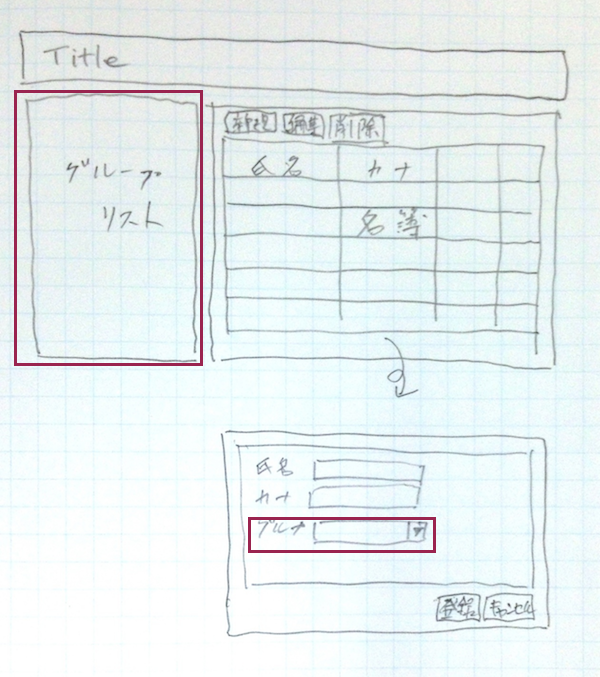 Title
グループ
リスト
新規 編集 削除
氏名 カナ
名簿
氏名
カナ
グループ
登録 キャンセル